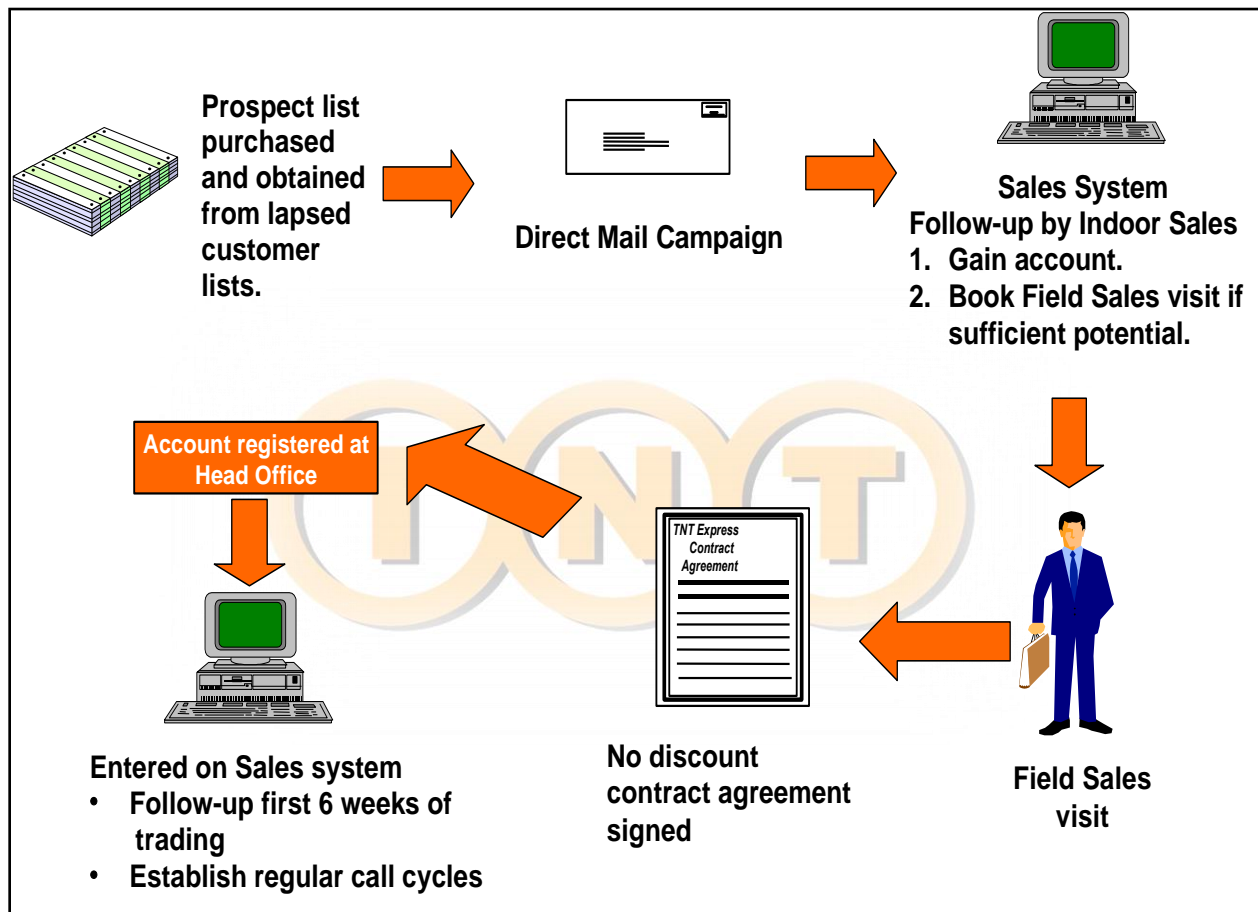 Prospect list
purchased
and obtained
from lapsed
customer
lists.
Direct Mail Campaign
Sales System
Follow-up by Indoor Sales
1. Gain account.
2. Book Field Sales visit if
sufficient potential.
Field Sales
visit
TNT Express
Contract
Agreement
No discount
contract agreement
signed
Account registered at
Head Office
Entered on Sales system
• Follow-up first 6 weeks of
trading
• Establish regular call cycles
TNT